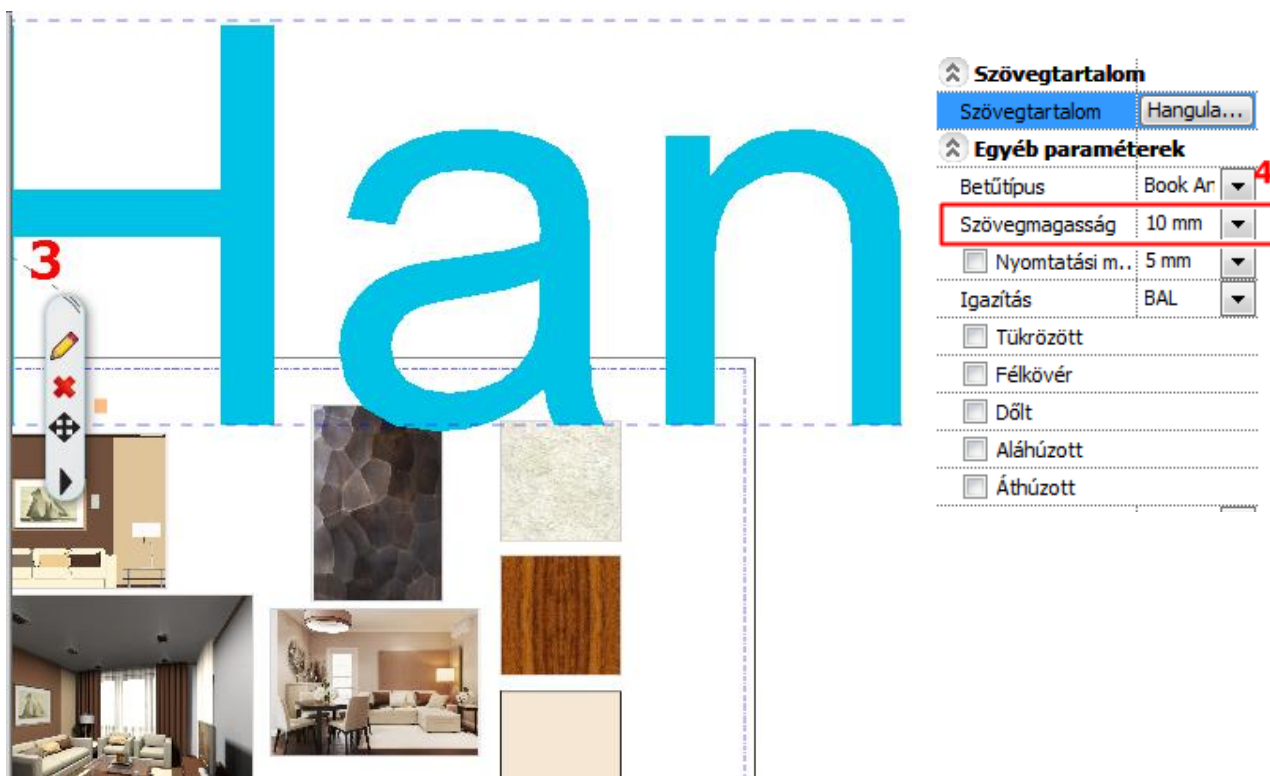 Han
3
Szövegtartalom
Szövegtartalom Hangula...
Egyéb paraméterek
Betűtípus Book Ar 4
Szövegmagasság 10 mm
Nyomtatási m.. 5 mm
Igazítás BAL
Tükrözött
Félkövér
Dőlt
Aláhúzott
Áthúzott